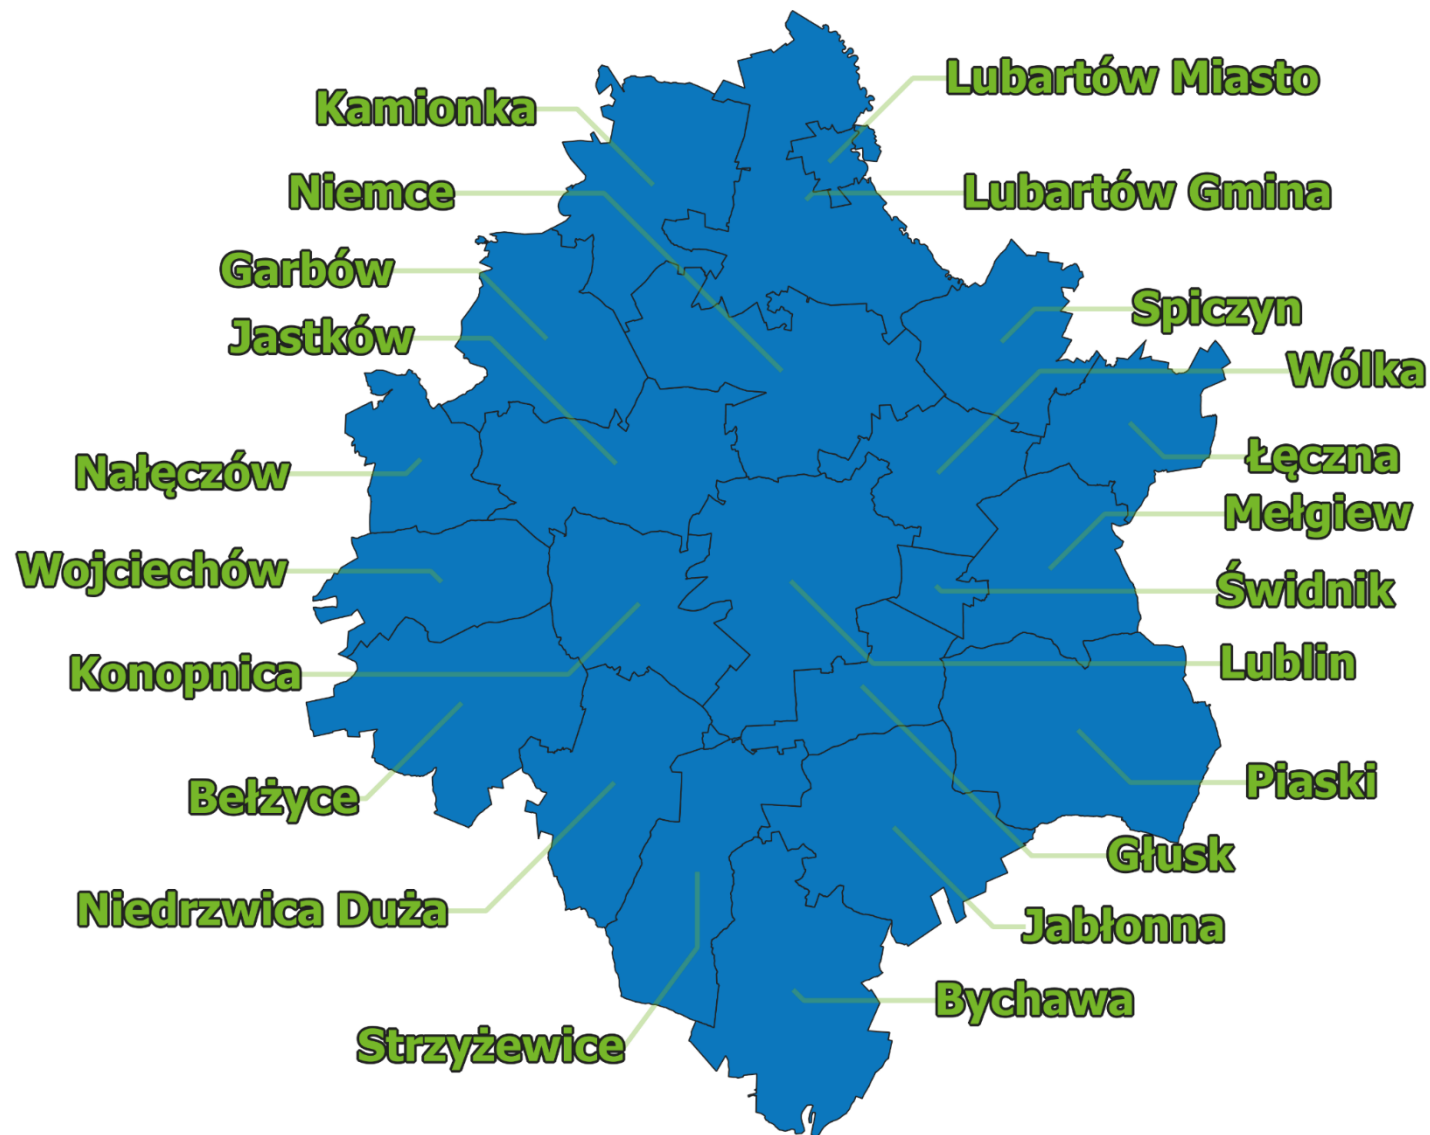 Lubartów Miasto
Kamionka
Niemce
Lubartów Gmina
Garbów
Spiczyn
Jastków
Wólka
Łęczna
Nałęczów
Mełgiew
Wojciechów
Świdnik
Lublin
Konopnica
Piaski
Bełżyce
Głusk
Niedrzwica Duża
Jabłonna
Bychawa
Strzyżewice